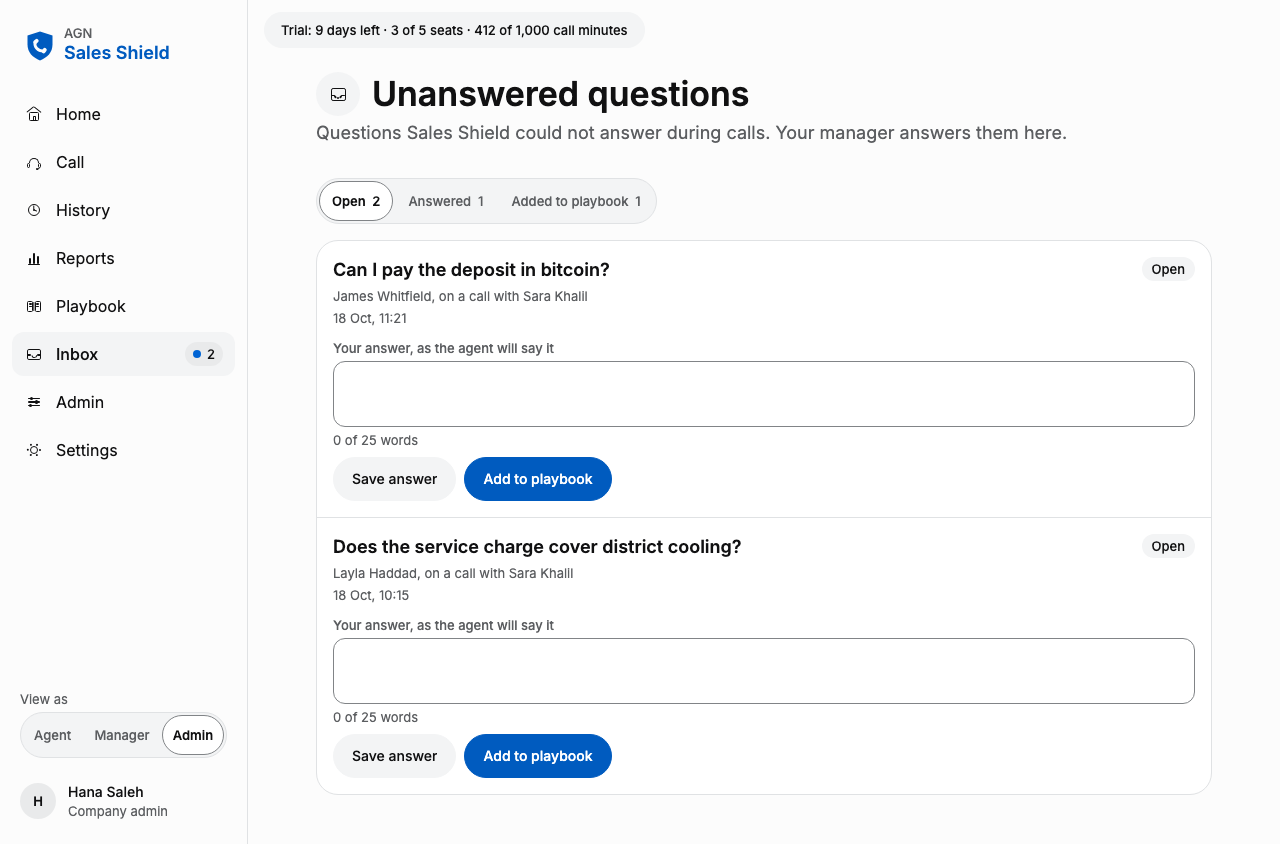 AGN
Sales Shield
Home
Call
History
Reports
Playbook
Inbox 2
Admin
Settings
View as
Agent Manager Admin
H
Hana Saleh
Company admin
Trial: 9 days left · 3 of 5 seats · 412 of 1,000 call minutes
Unanswered questions
Questions Sales Shield could not answer during calls. Your manager answers them here.
Open 2 Answered 1 Added to playbook 1
Can I pay the deposit in bitcoin? Open
James Whitfield, on a call with Sara Khalil
18 Oct, 11:21
Your answer, as the agent will say it
0 of 25 words
Save answer Add to playbook
Does the service charge cover district cooling? Open
Layla Haddad, on a call with Sara Khalil
18 Oct, 10:15
Your answer, as the agent will say it
0 of 25 words
Save answer Add to playbook